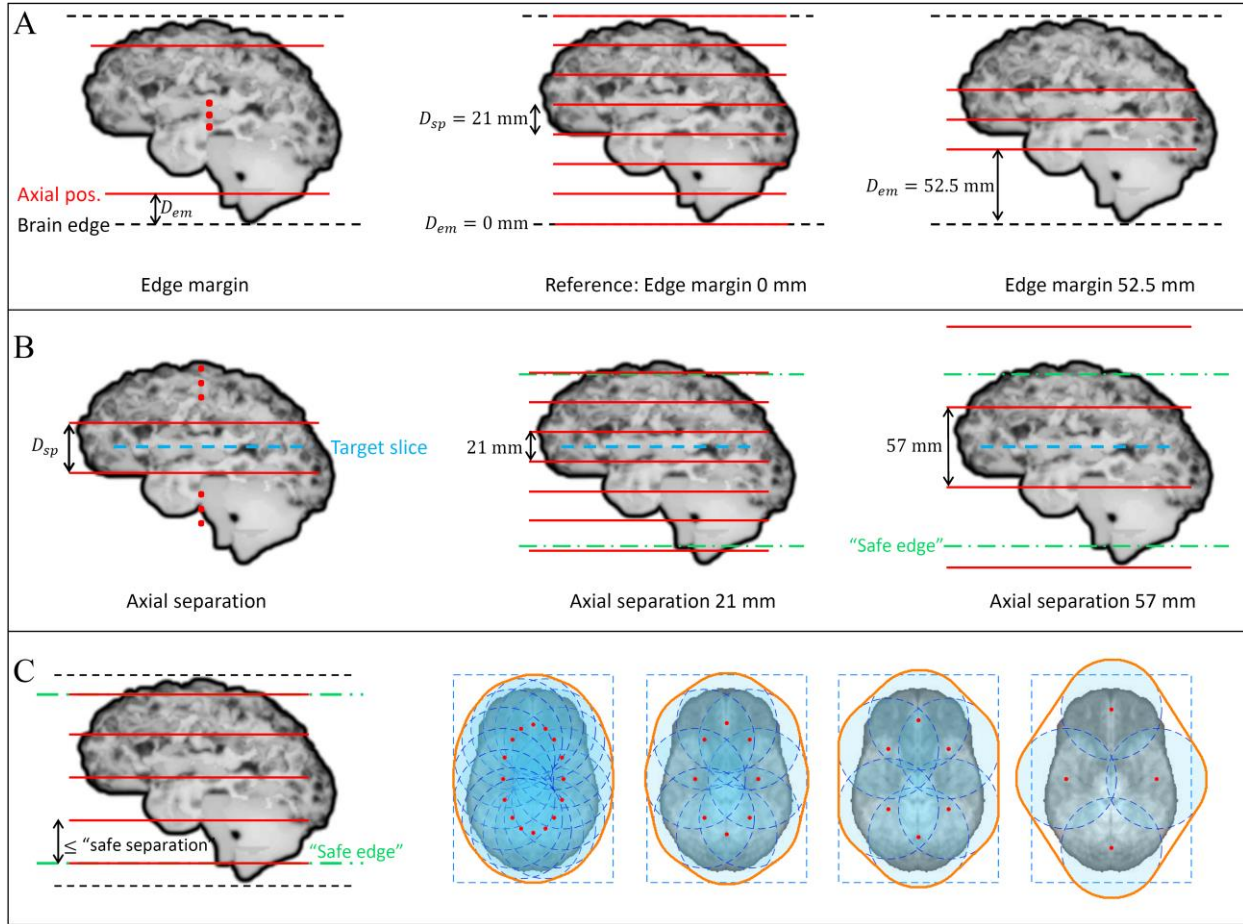 A
D_sp = 21 mm
D_em = 52.5 mm
Axial pos.
D_em
Brain edge
D_em = 0 mm
Edge margin
Reference: Edge margin 0 mm
Edge margin 52.5 mm
B
D_sp
Target slice
21 mm
57 mm
"Safe edge"
Axial separation
Axial separation 21 mm
Axial separation 57 mm
C
≤ "safe separation
"Safe edge"